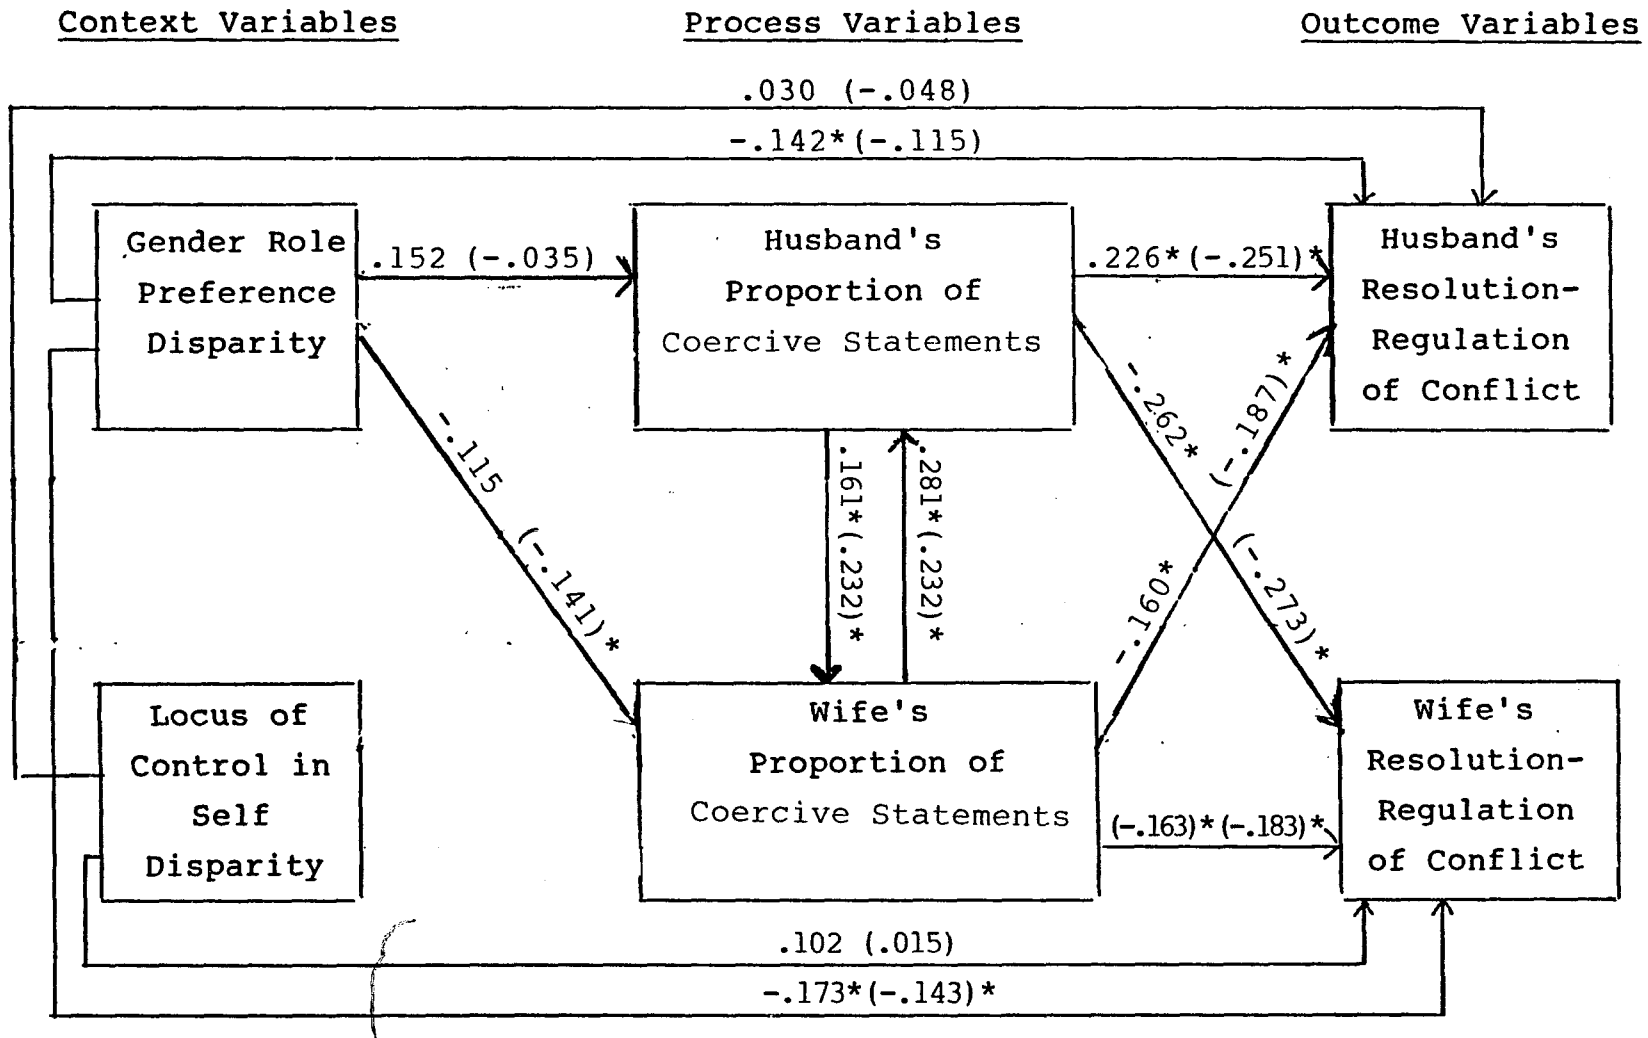 Context Variables
Process Variables
Outcome Variables
.030 (-.048)
-.142*(-.115)
Gender Role
Preference
Disparity
.152 (-.035)
Husband's
Proportion of
Coercive Statements
.226*(-.251)*
Husband's
Resolution-
Regulation
of Conflict
-.115 (-.141)*
.161*(.232)*
.281*(.232)*
-.262* (-.273)*
-.160* (-.187)*
Locus of
Control in
Self
Disparity
Wife's
Proportion of
Coercive Statements
(-.163)*(-.183)*
Wife's
Resolution-
Regulation
of Conflict
.102 (.015)
-.173*(-.143)*